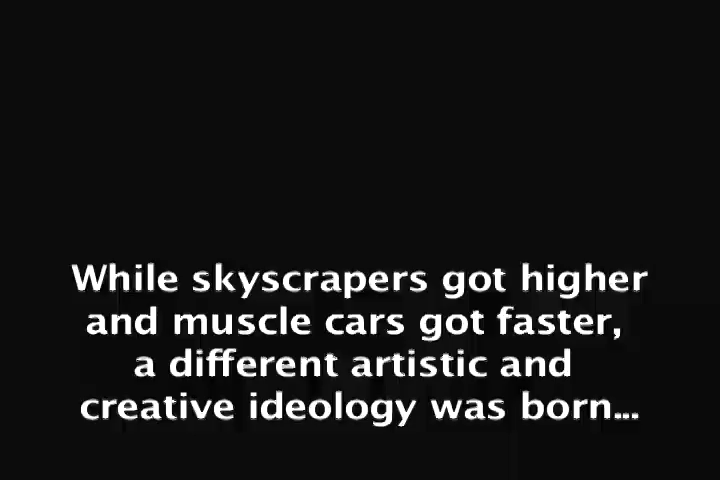 While skyscrapers got higher
and muscle cars got faster,
a different artistic and
creative ideology was born...